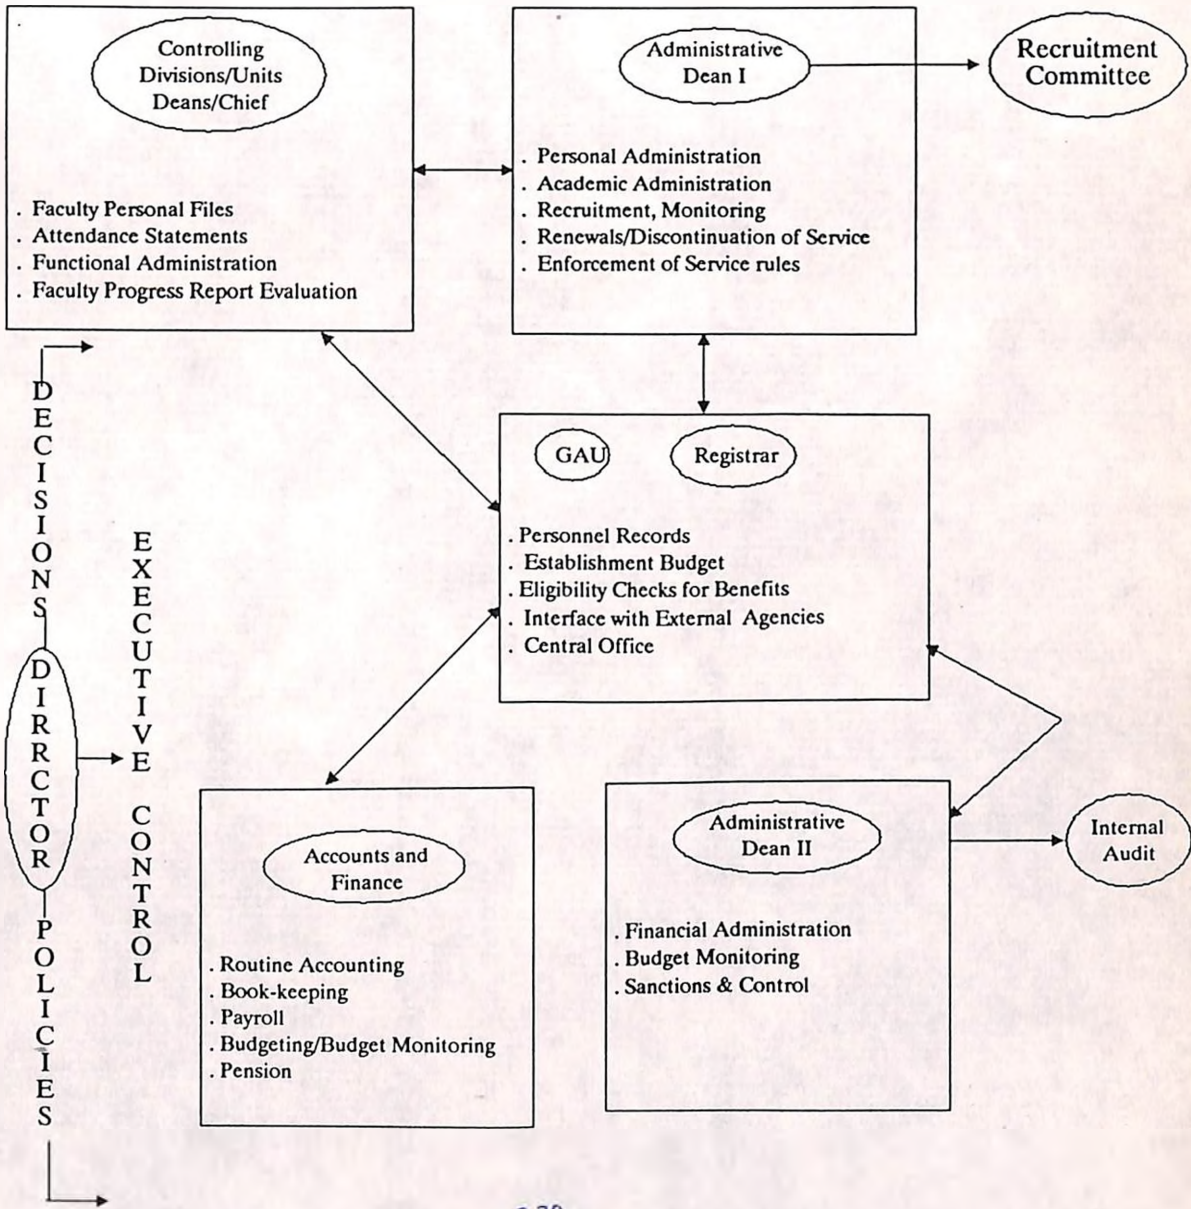 Controlling
Divisions/Units
Deans/Chief
. Faculty Personal Files
. Attendance Statements
. Functional Administration
. Faculty Progress Report Evaluation
Administrative
Dean I
. Personal Administration
. Academic Administration
. Recruitment, Monitoring
. Renewals/Discontinuation of Service
. Enforcement of Service rules
Recruitment
Committee
DECISIONS
DIRRCTOR
POLICIES
EXECUTIVE CONTROL
GAU
Registrar
. Personnel Records
. Establishment Budget
. Eligibility Checks for Benefits
. Interface with External Agencies
. Central Office
Accounts and
Finance
. Routine Accounting
. Book-keeping
. Payroll
. Budgeting/Budget Monitoring
. Pension
Administrative
Dean II
. Financial Administration
. Budget Monitoring
. Sanctions & Control
Internal
Audit